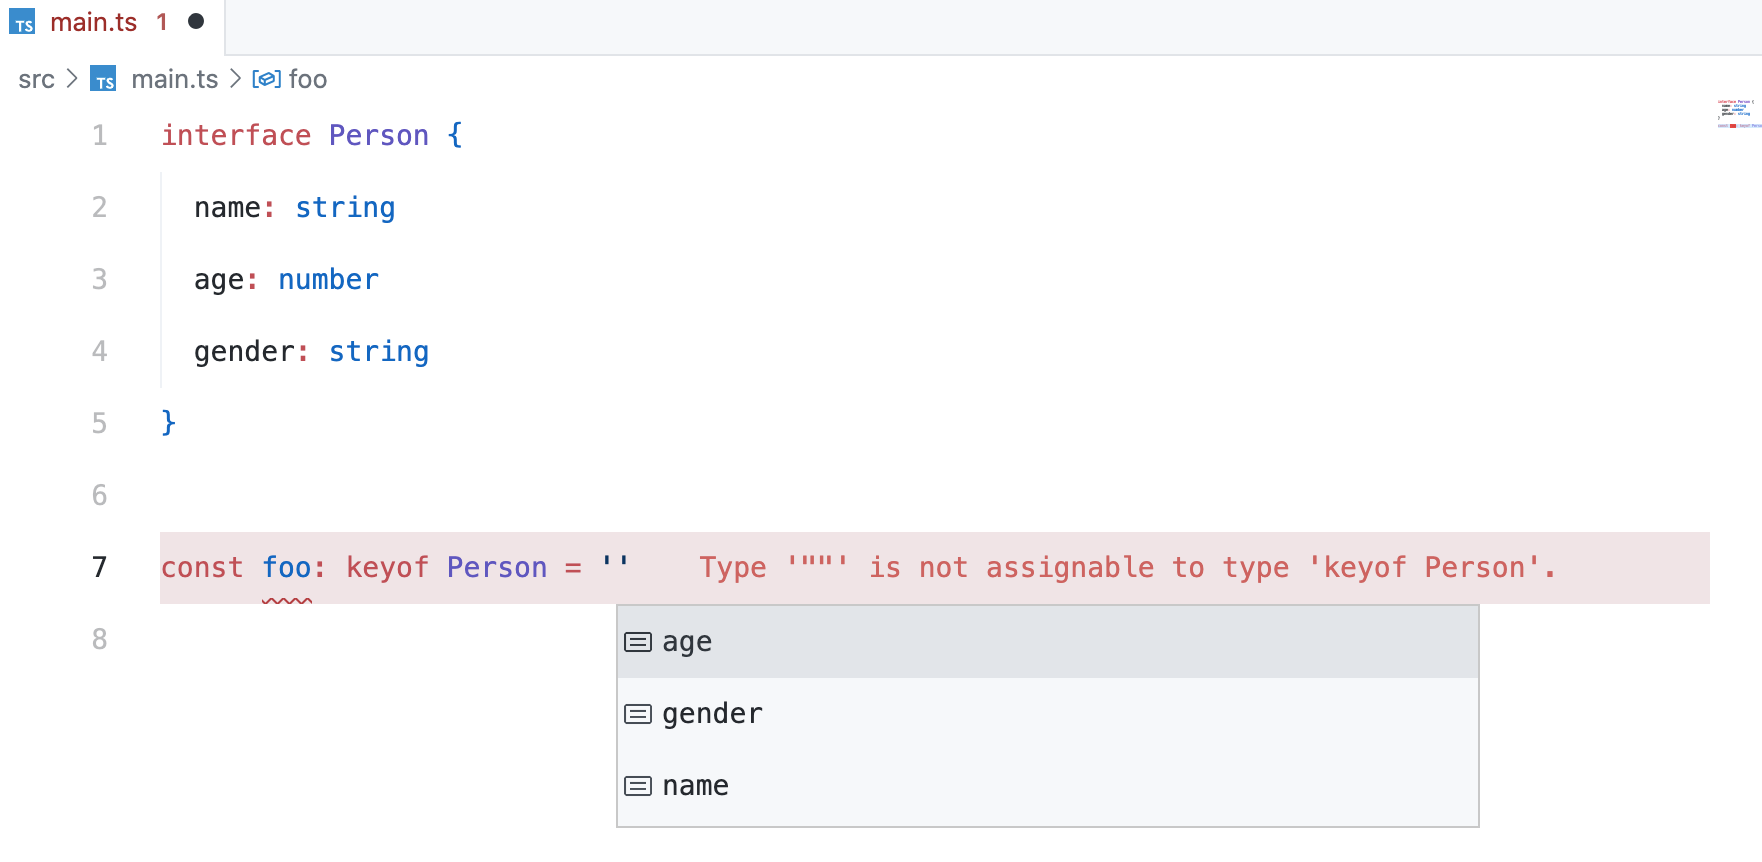 TS main.ts 1
src > TS main.ts > foo
1 interface Person {
2 name: string
3 age: number
4 gender: string
5 }
6
7 const foo: keyof Person = '' Type '""' is not assignable to type 'keyof Person'.
8
age
gender
name